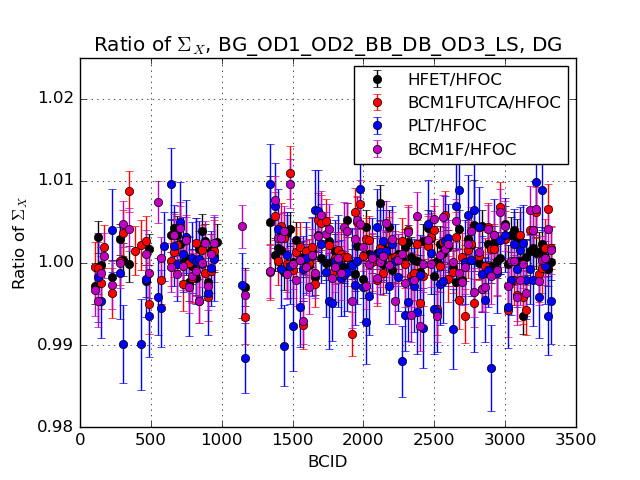 Ratio of Σ_X, BG_OD1_OD2_BB_DB_OD3_LS, DG
HFET/HFOC
BCM1FUTCA/HFOC
PLT/HFOC
BCM1F/HFOC
Ratio of Σ_X
1.02
1.01
1.00
0.99
0.98
0 500 1000 1500 2000 2500 3000 3500
BCID